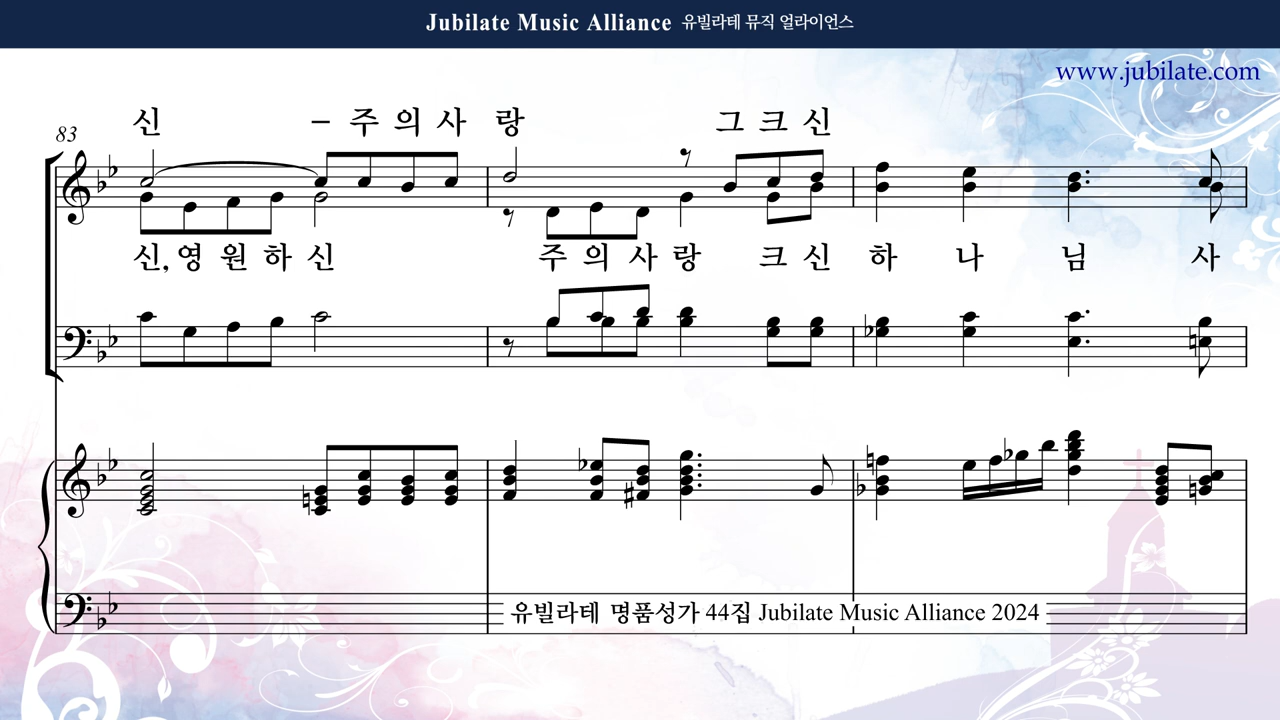 Jubilate Music Alliance 유빌라테 뮤직 얼라이언스
www.jubilate.com
신 – 주 의 사 랑 그 크 신
83
신, 영 원 하 신 주 의 사 랑 크 신 하 나 님 사
유빌라테 명품성가 44집 Jubilate Music Alliance 2024